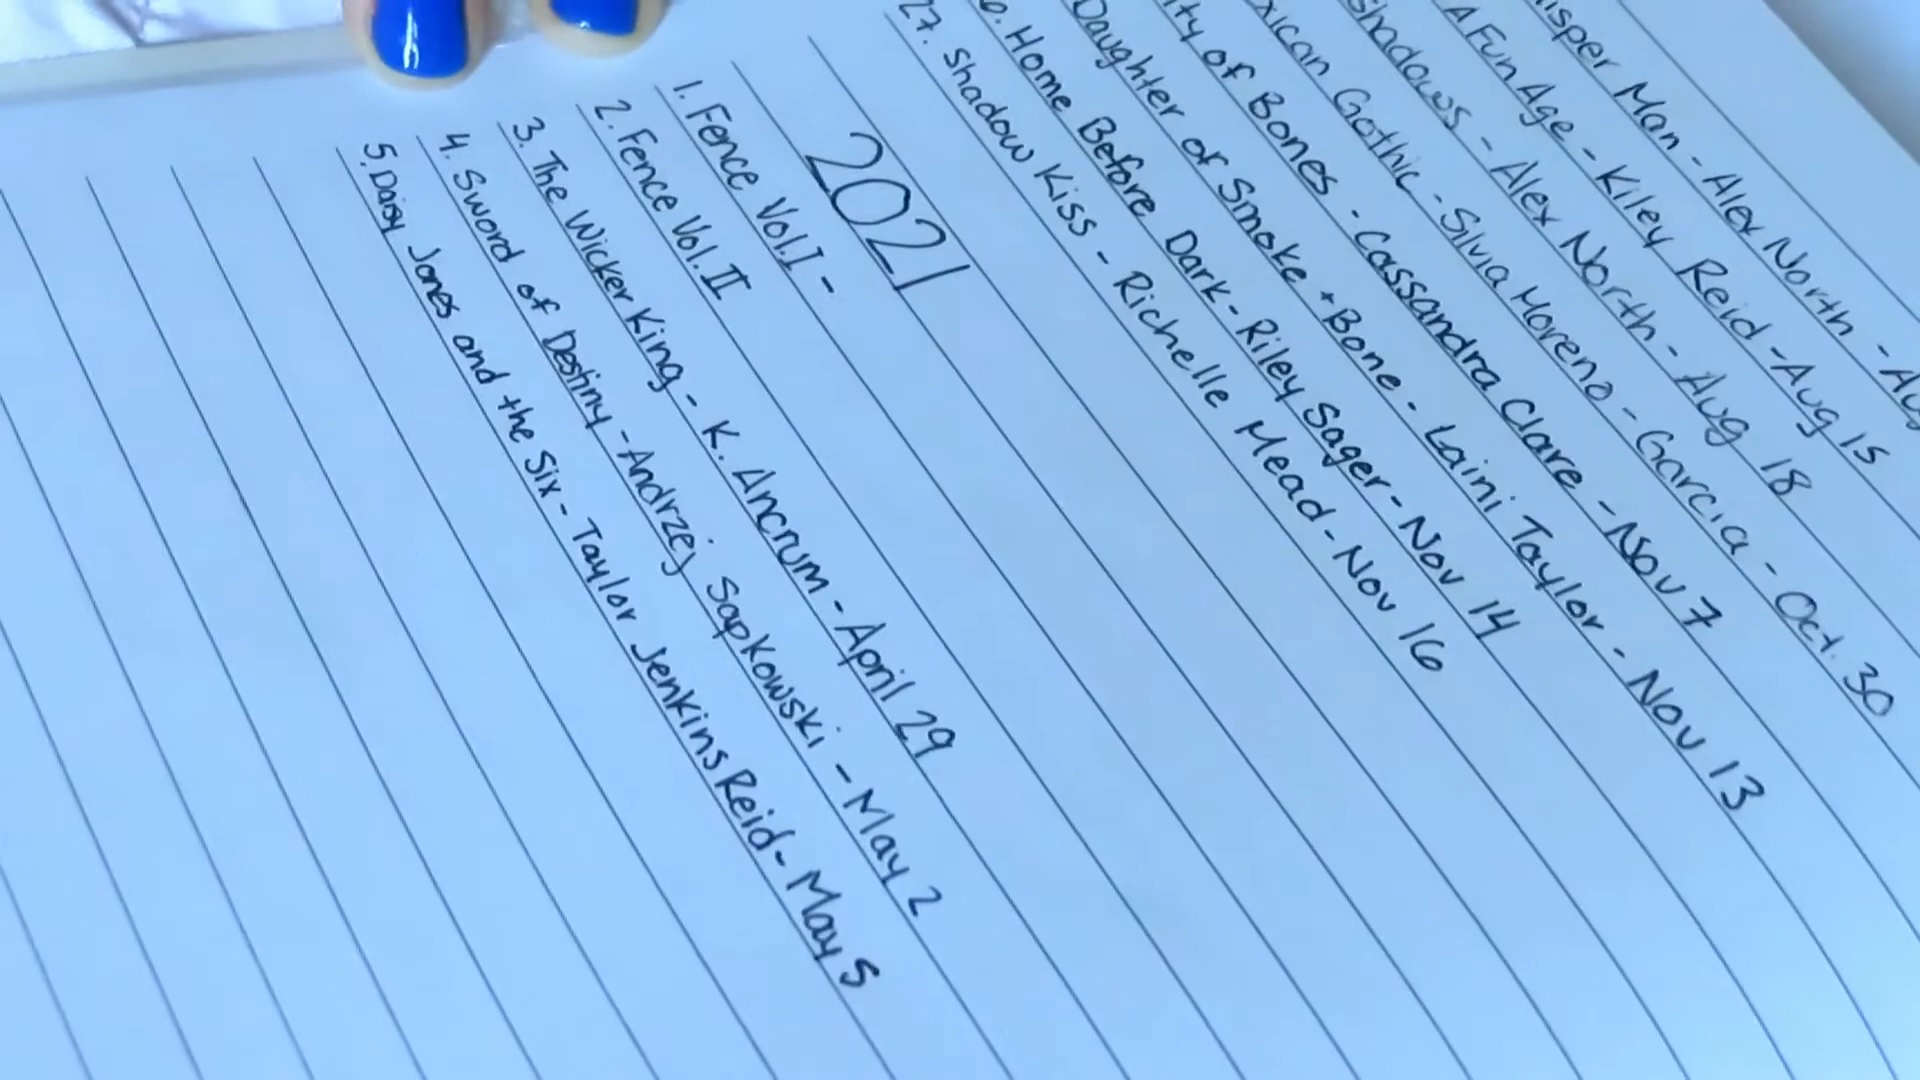 Man - Alex North -
A Fun Age - Kiley Reid - Aug 15
Shadows - Alex North - Aug 18
Gothic - Silvia Moreno - Garcia - Oct. 30
of Bones - Cassandra Clare - Nov 7
Daughter of Smoke + Bone - Laini Taylor - Nov 13
Home Before Dark - Riley Sager - Nov 14
27. Shadow Kiss - Richelle Mead - Nov 16
2021
1. Fence Vol. I -
2. Fence Vol. II
3. The Wicker King - K. Ancrum - April 29
4. Sword of Destiny - Andrzej Sapkowski - May 2
5. Daisy Jones and the Six - Taylor Jenkins Reid - May 5